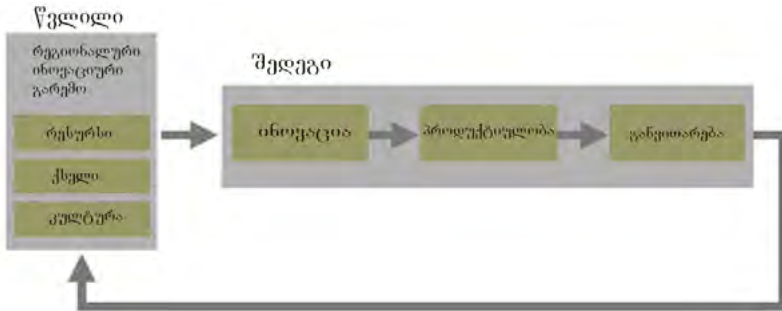 წვლილი
რეგიონალური
ინოვაციური
გარემო
რესურსი
ქსელი
კულტურა
შედეგი
ინოვაცია
პროდუქტიულობა
განვითარება